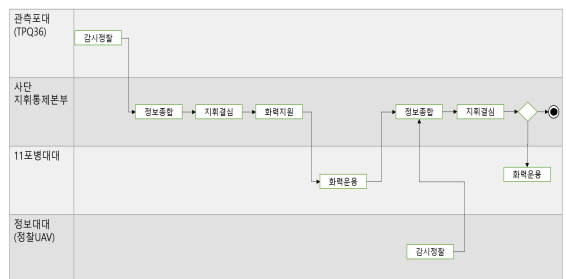 관측포대
(TPQ36)
감시정찰
사단
지휘통제본부
정보종합
지휘결심
화력지원
정보종합
지휘결심
11포병대대
화력운용
화력운용
정보대대
(정찰UAV)
감시정찰